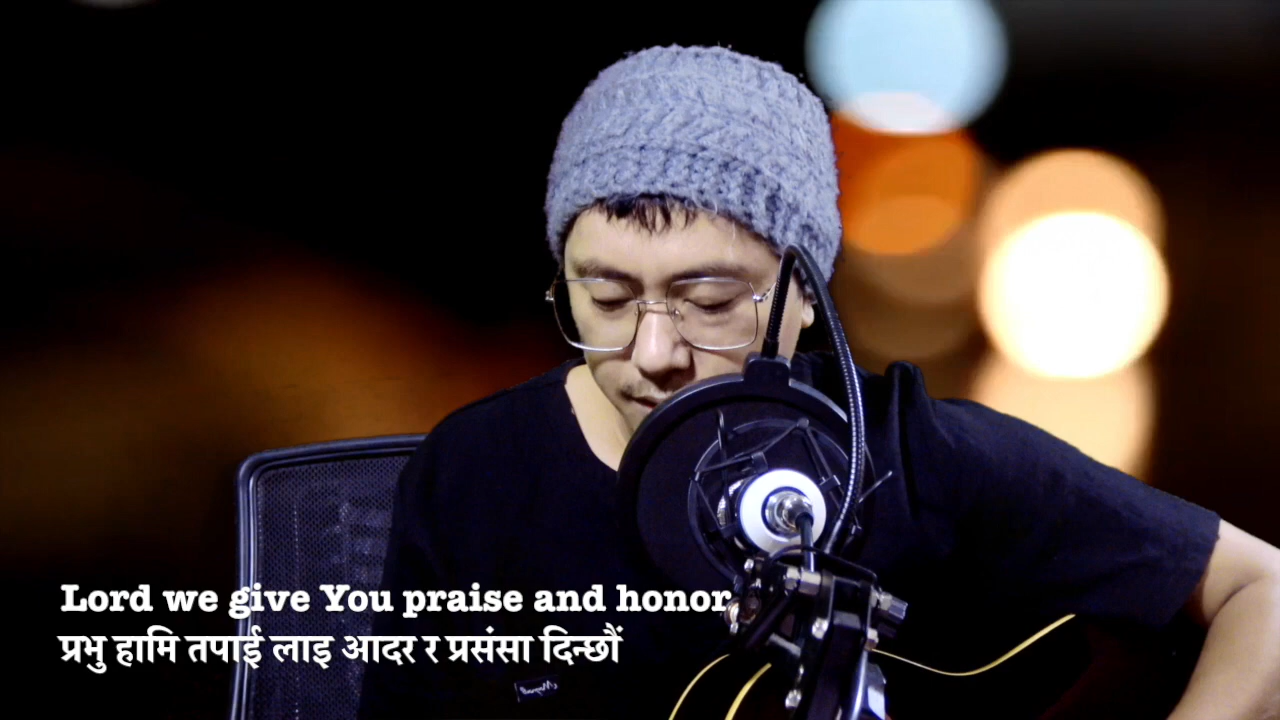 Lord we give You praise and honor
प्रभु हामि तपाई लाइ आदर र प्रसंसा दिन्छौं